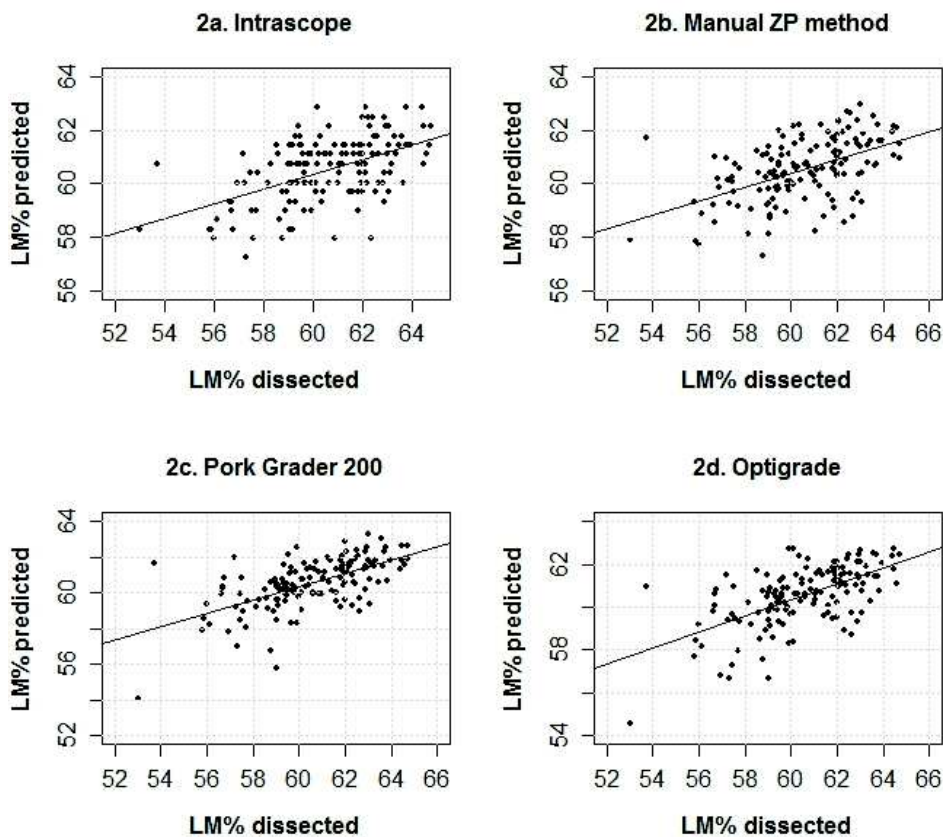 2a. Intrascope
LM% predicted
64
62
60
58
56
52 54 56 58 60 62 64
LM% dissected
2b. Manual ZP method
LM% predicted
64
62
60
58
56
52 54 56 58 60 62 64 66
LM% dissected
2c. Pork Grader 200
LM% predicted
64
60
56
52
52 54 56 58 60 62 64 66
LM% dissected
2d. Optigrade
LM% predicted
62
58
54
52 54 56 58 60 62 64 66
LM% dissected